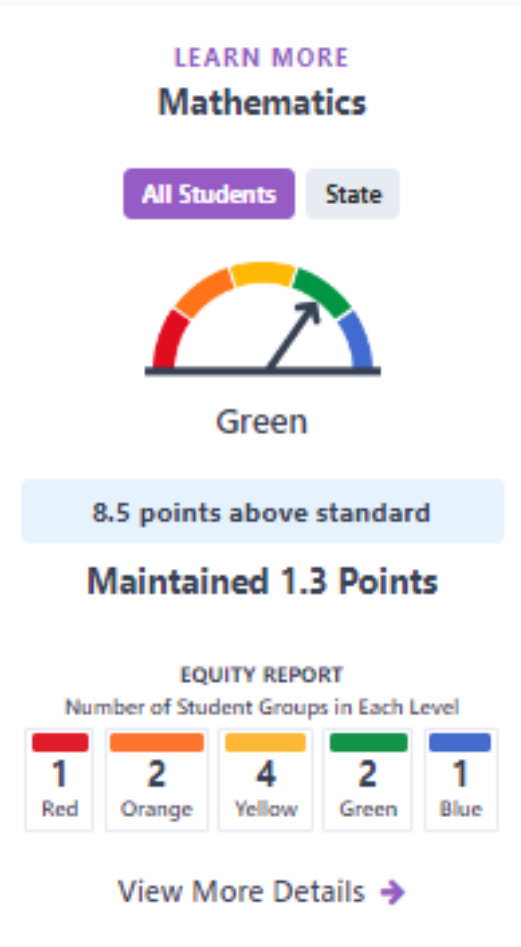 LEARN MORE
Mathematics
All Students State
Green
8.5 points above standard
Maintained 1.3 Points
EQUITY REPORT
Number of Student Groups in Each Level
1 2 4 2 1
Red Orange Yellow Green Blue
View More Details